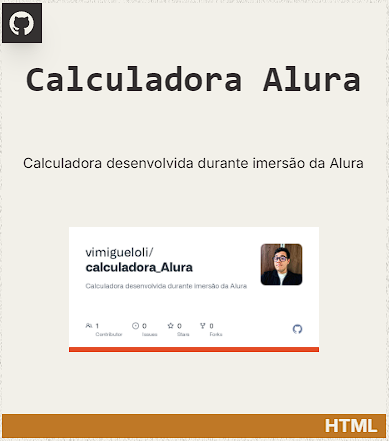 Calculadora Alura
Calculadora desenvolvida durante imersão da Alura
vimigueloli/
calculadora_Alura
Calculadora desenvolvida durante imersão da Alura
1 0 0 0
Contributor Issues Stars Forks
HTML